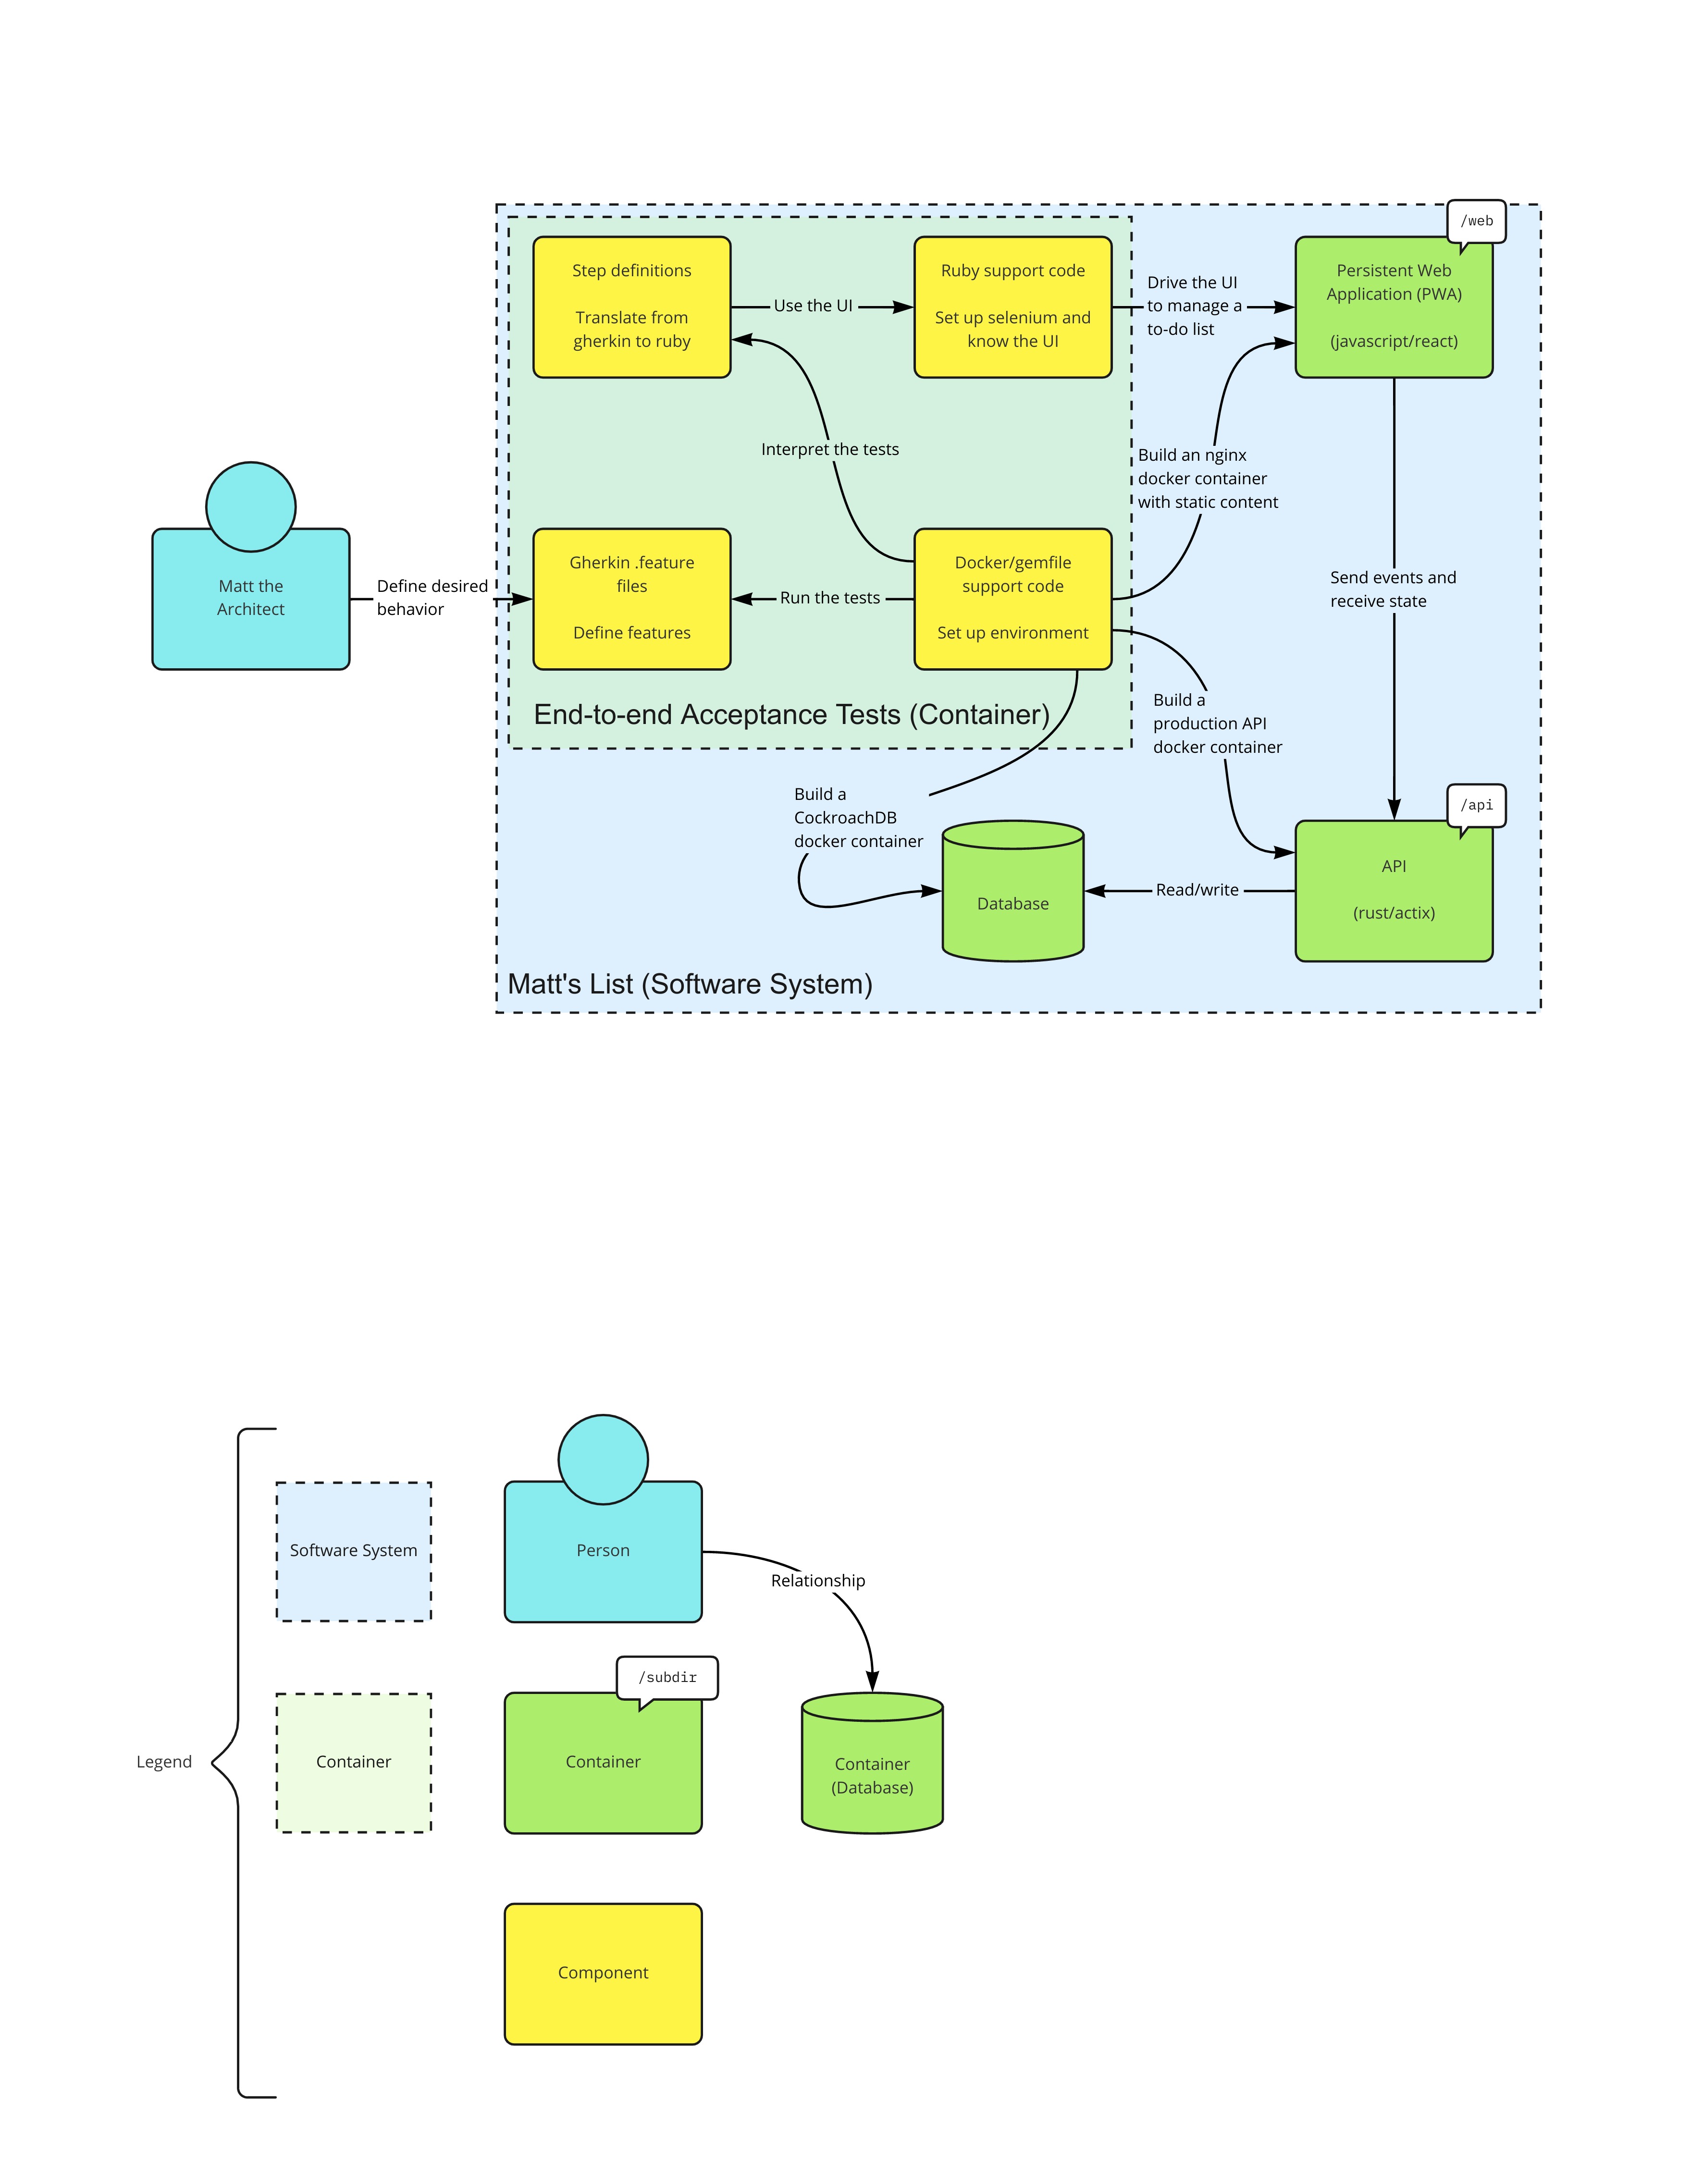 /web
Step definitions
Translate from
gherkin to ruby
Use the UI
Ruby support code
Set up selenium and
know the UI
Drive the UI
to manage a
to-do list
Persistent Web
Application (PWA)
(javascript/react)
Interpret the tests
Build an nginx
docker container
with static content
Matt the
Architect
Define desired
behavior
Gherkin .feature
files
Define features
Run the tests
Docker/gemfile
support code
Set up environment
Send events and
receive state
End-to-end Acceptance Tests (Container)
Build a
production API
docker container
Build a
CockroachDB
docker container
/api
Database
Read/write
API
(rust/actix)
Matt's List (Software System)
Legend
Software System
Person
Relationship
/subdir
Container
Container
Container
(Database)
Component